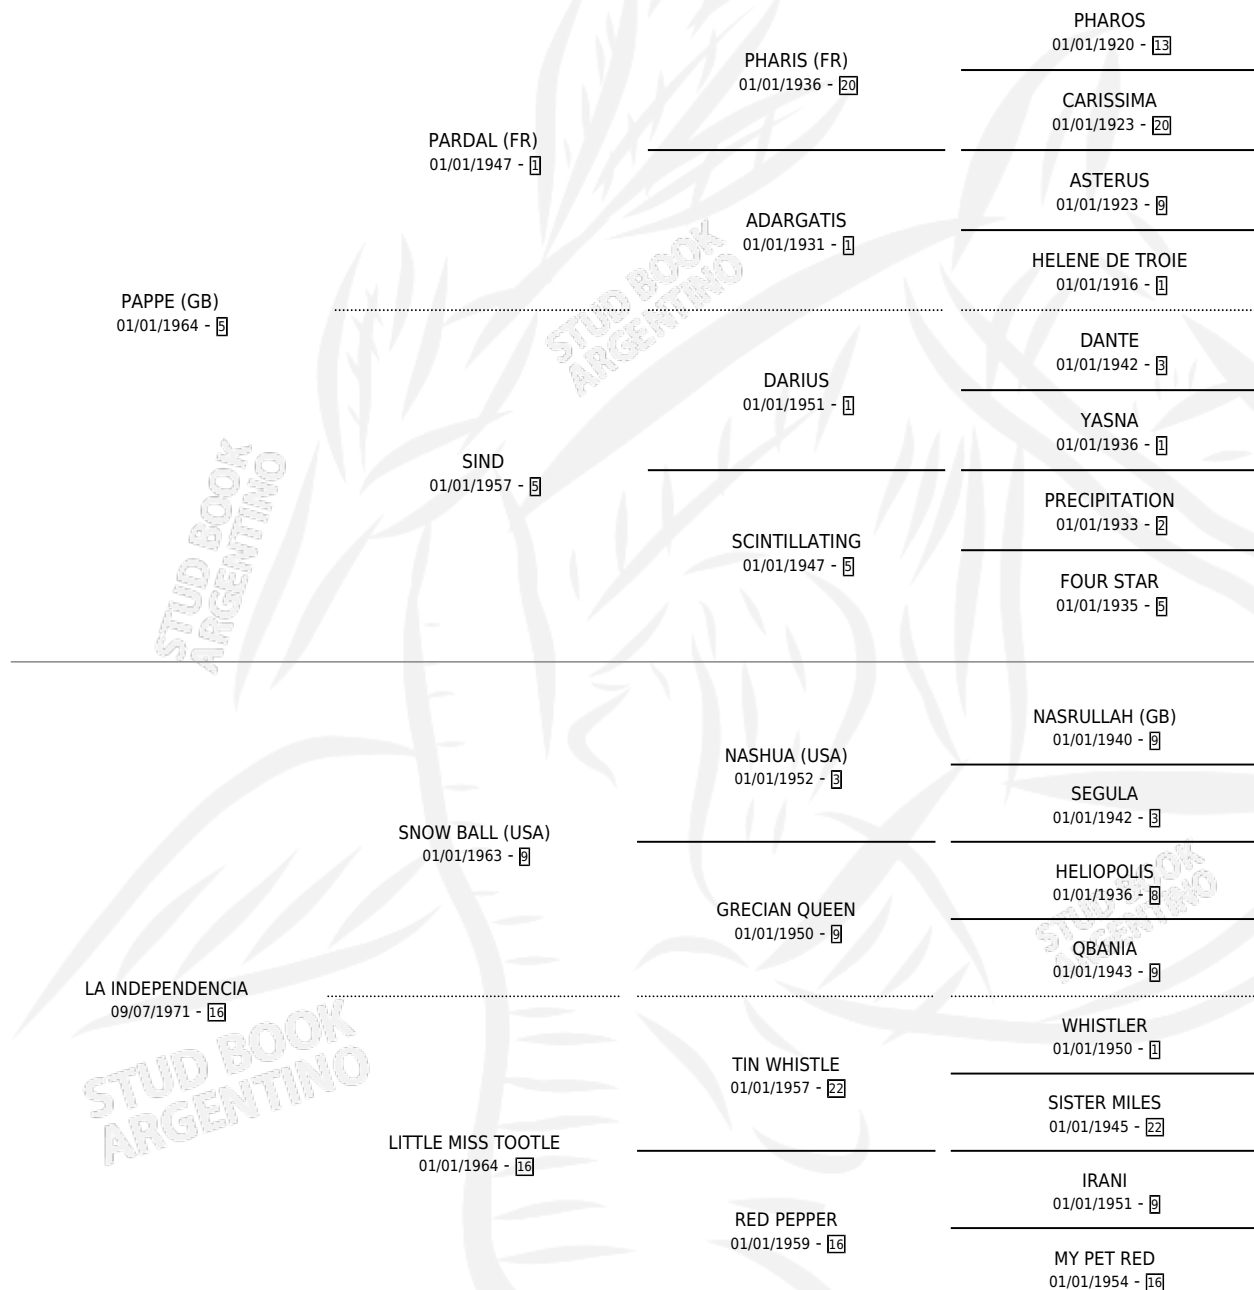 PHAROS
01/01/1920 - 13
PHARIS (FR)
01/01/1936 - 20
CARISSIMA
01/01/1923 - 20
PARDAL (FR)
01/01/1947 - 1
ASTERUS
01/01/1923 - 9
ADARGATIS
01/01/1931 - 1
HELENE DE TROIE
01/01/1916 - 1
PAPPE (GB)
01/01/1964 - 5
DANTE
01/01/1942 - 3
DARIUS
01/01/1951 - 1
YASNA
01/01/1936 - 1
SIND
01/01/1957 - 5
PRECIPITATION
01/01/1933 - 2
SCINTILLATING
01/01/1947 - 5
FOUR STAR
01/01/1935 - 5
NASRULLAH (GB)
01/01/1940 - 9
NASHUA (USA)
01/01/1952 - 3
SEGULA
01/01/1942 - 3
SNOW BALL (USA)
01/01/1963 - 9
HELIOPOLIS
01/01/1936 - 8
GRECIAN QUEEN
01/01/1950 - 9
QBANIA
01/01/1943 - 9
LA INDEPENDENCIA
09/07/1971 - 16
WHISTLER
01/01/1950 - 1
TIN WHISTLE
01/01/1957 - 22
SISTER MILES
01/01/1945 - 22
LITTLE MISS TOOTLE
01/01/1964 - 16
IRANI
01/01/1951 - 9
RED PEPPER
01/01/1959 - 16
MY PET RED
01/01/1954 - 16
STUD BOOK
ARGENTINO
STUD BOOK
ARGENTINO
STUD BOOK
ARGENTINO
STUD BOOK
ARGENTINO